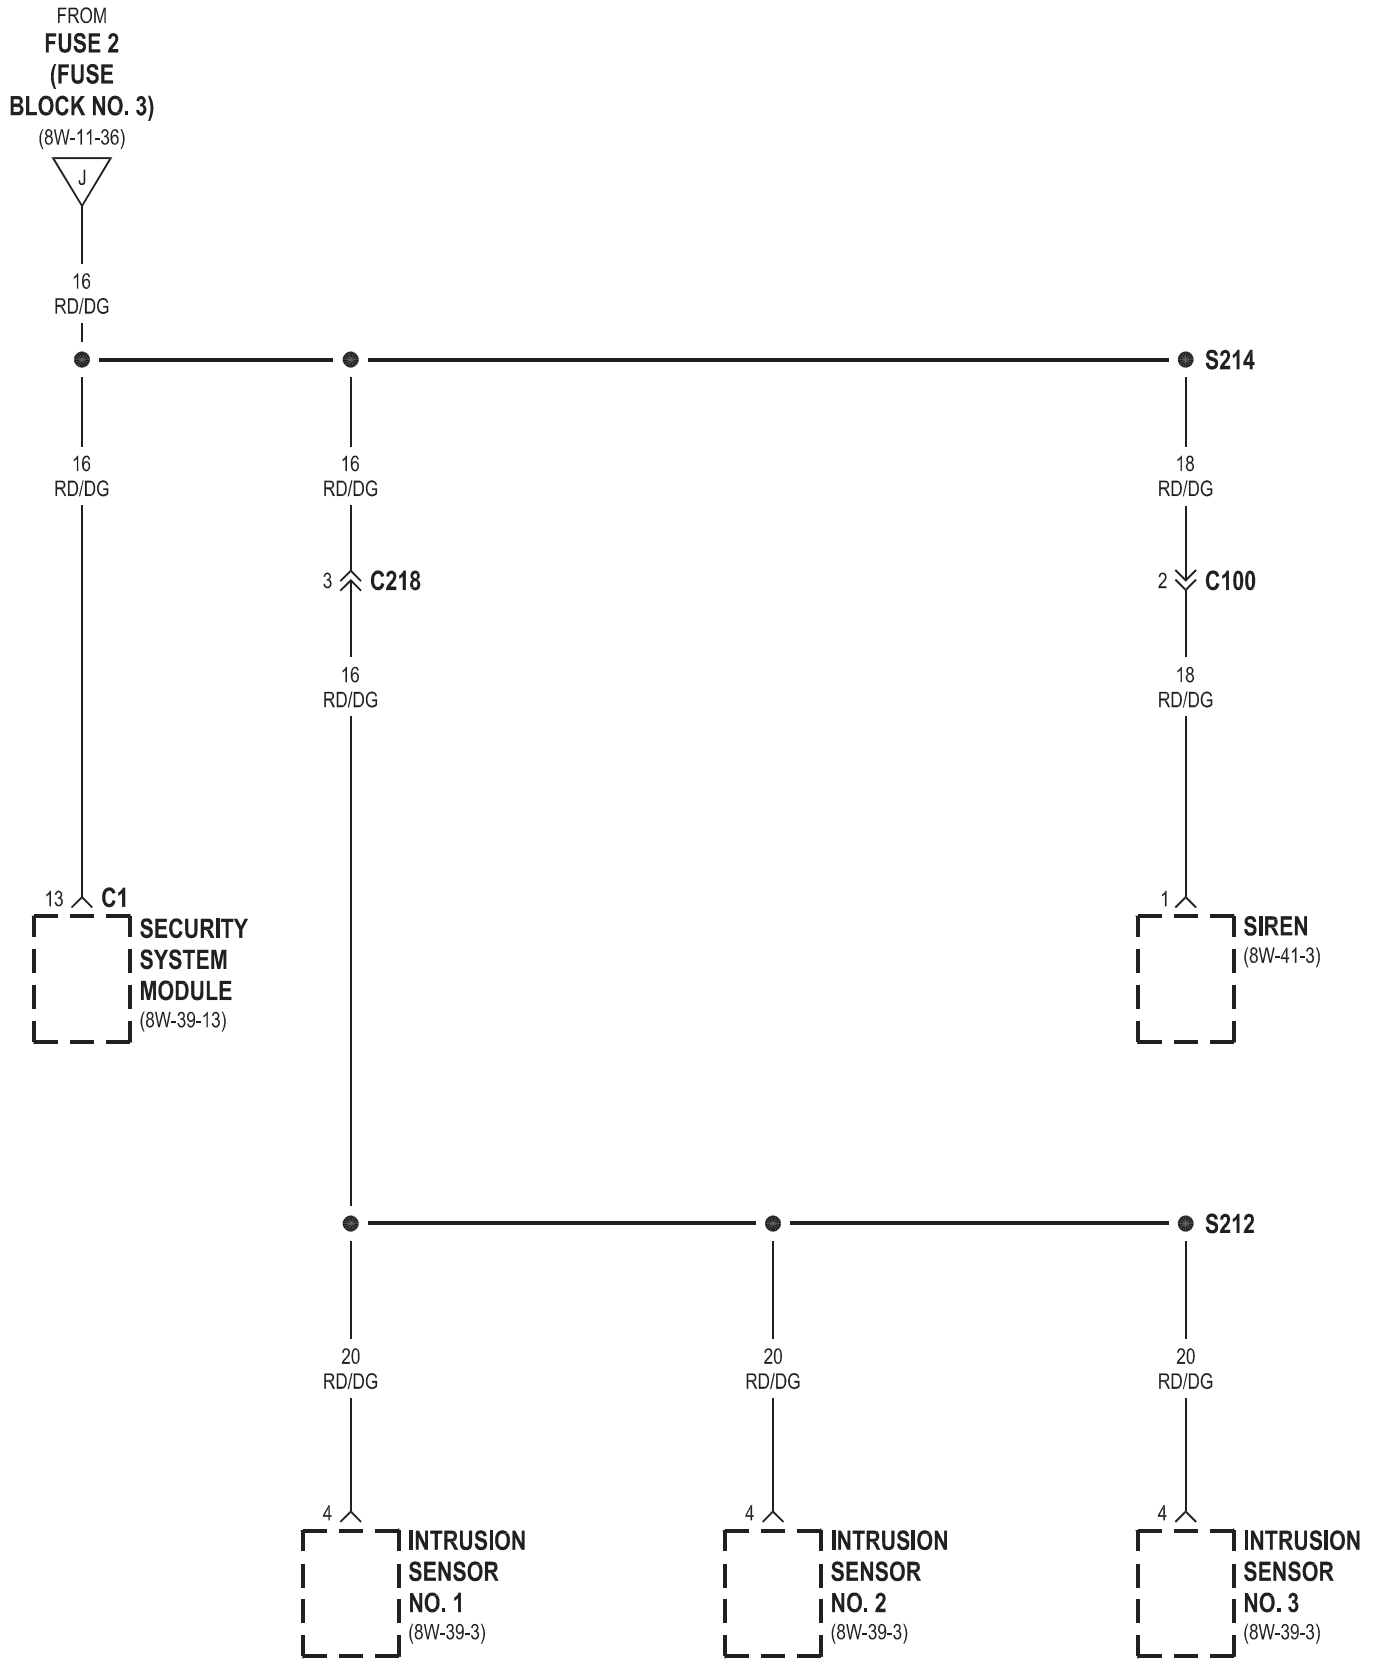 FROM
FUSE 2
(FUSE
BLOCK NO. 3)
(8W-11-36)
J
16
RD/DG
S214
16
RD/DG
16
RD/DG
18
RD/DG
3 C218
2 C100
16
RD/DG
18
RD/DG
13 C1
SECURITY
SYSTEM
MODULE
(8W-39-13)
1
SIREN
(8W-41-3)
S212
20
RD/DG
20
RD/DG
20
RD/DG
4
INTRUSION
SENSOR
NO. 1
(8W-39-3)
4
INTRUSION
SENSOR
NO. 2
(8W-39-3)
4
INTRUSION
SENSOR
NO. 3
(8W-39-3)